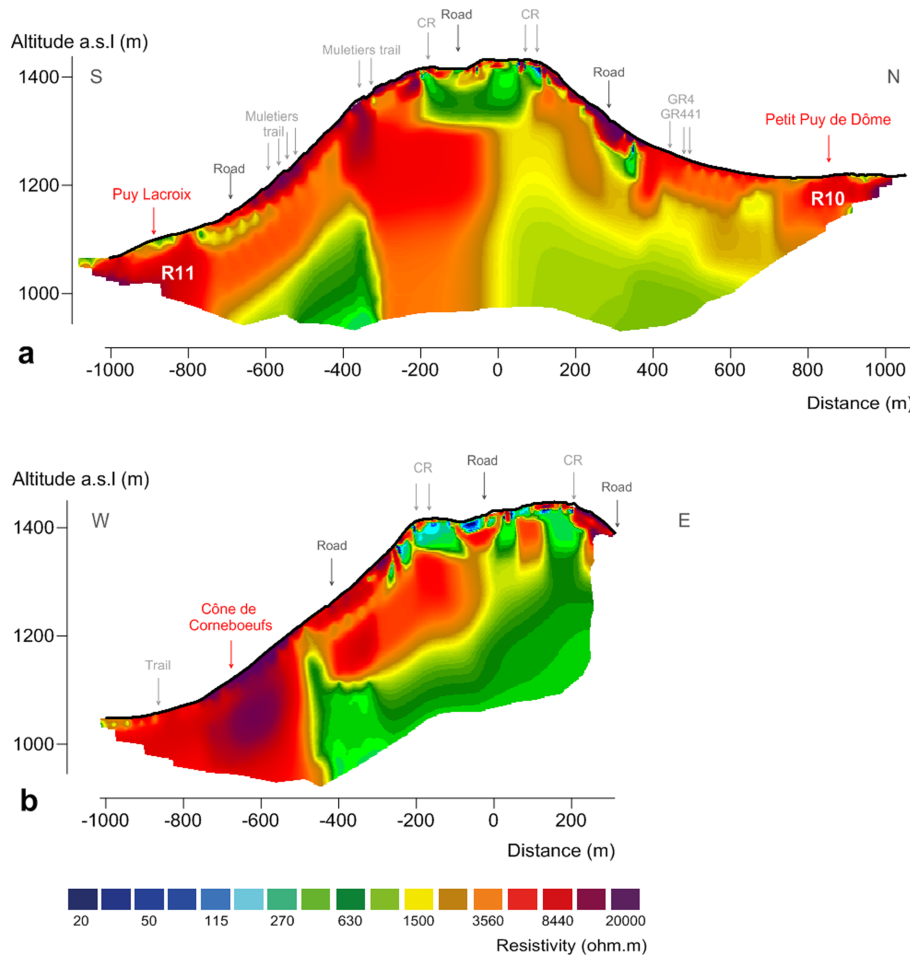 Altitude a.s.l (m)
CR
Road
CR
Muletiers trail
1400
S
Road
N
GR4
GR441
Muletiers
trail
Petit Puy de Dôme
1200
Road
Puy Lacroix
R10
R11
1000
a
-1000 -800 -600 -400 -200 0 200 400 600 800 1000
Distance (m)
Altitude a.s.l (m)
CR
Road
CR
Road
W
E
1400
Road
Cône de
Corneboeufs
1200
Trail
1000
b
-1000 -800 -600 -400 -200 0 200
Distance (m)
20 50 115 270 630 1500 3560 8440 20000
Resistivity (ohm.m)